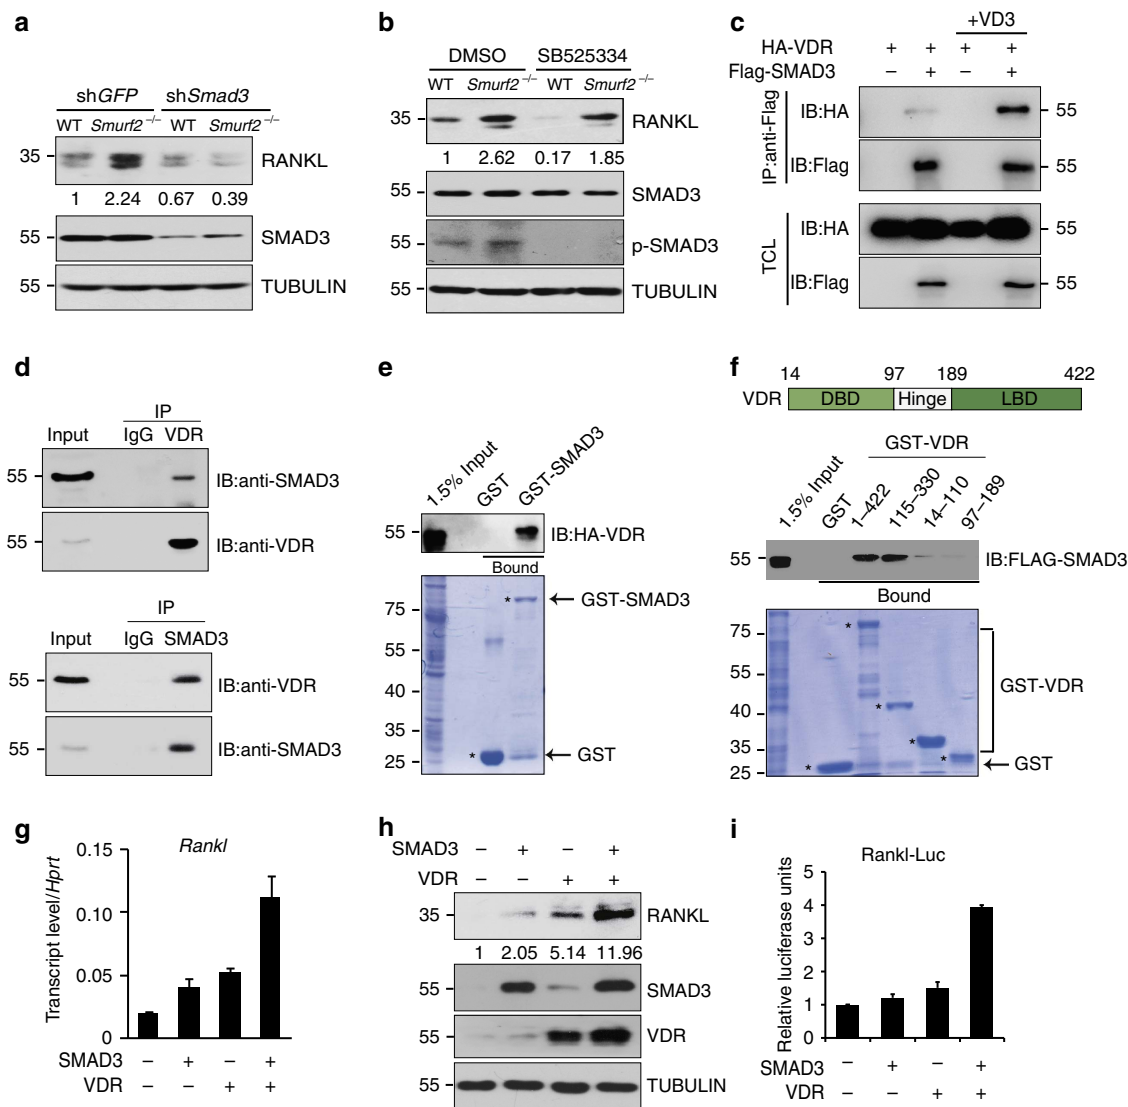 a
shGFP shSmad3
WT Smurf2 –/– WT Smurf2 –/–
35 RANKL
1 2.24 0.67 0.39
55 SMAD3
55 TUBULIN
b
DMSO SB525334
WT Smurf2 –/– WT Smurf2 –/–
35 RANKL
1 2.62 0.17 1.85
55 SMAD3
55 p-SMAD3
55 TUBULIN
c
+VD3
HA-VDR + + + +
Flag-SMAD3 – + – +
IP:anti-Flag
IB:HA 55
IB:Flag 55
TCL
IB:HA 55
IB:Flag 55
d
IP
Input IgG VDR
55 IB:anti-SMAD3
55 IB:anti-VDR
IP
Input IgG SMAD3
55 IB:anti-VDR
55 IB:anti-SMAD3
e
1.5% Input GST GST-SMAD3
55 IB:HA-VDR
Bound
75 * GST-SMAD3
55
40
35
25 * GST
f
14 97 189 422
VDR DBD Hinge LBD
GST-VDR
1.5% Input GST 1–422 115–330 14–110 97–189
55 IB:FLAG-SMAD3
Bound
75 *
55
GST-VDR
40 *
35 *
*
25 * GST
g
Rankl
Transcript level/Hprt
0.15
0.10
0.05
0
SMAD3 – + – +
VDR – – + +
h
SMAD3 – + – +
VDR – – + +
35 RANKL
1 2.05 5.14 11.96
55 SMAD3
55 VDR
55 TUBULIN
i
Rankl-Luc
Relative luciferase units
5
4
3
2
1
0
SMAD3 – + – +
VDR – – + +